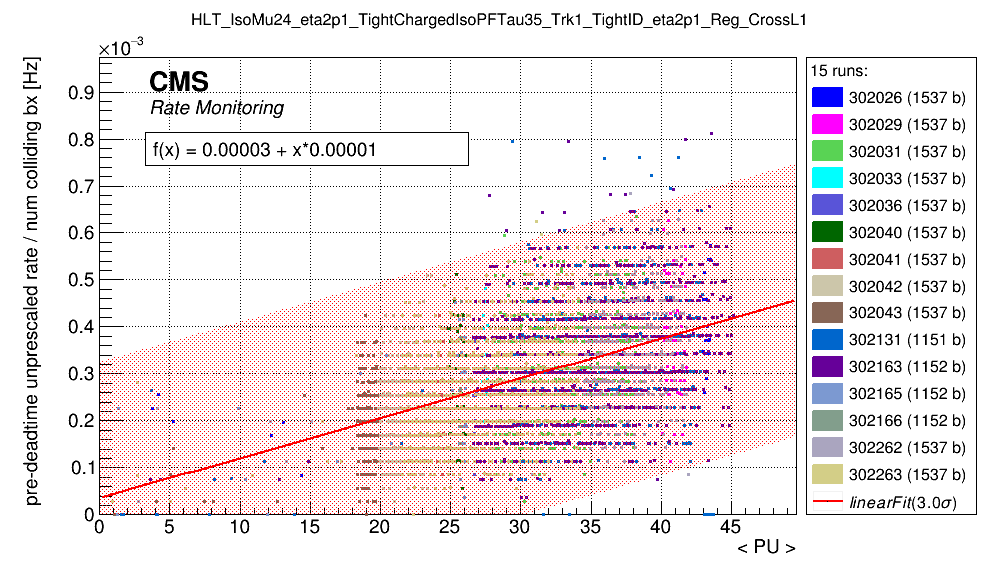 HLT_IsoMu24_eta2p1_TightChargedIsoPFTau35_Trk1_TightID_eta2p1_Reg_CrossL1
×10⁻³
pre-deadtime unprescaled rate / num colliding bx [Hz]
CMS
Rate Monitoring
f(x) = 0.00003 + x*0.00001
0.9
0.8
0.7
0.6
0.5
0.4
0.3
0.2
0.1
0
0 5 10 15 20 25 30 35 40 45
< PU >
15 runs:
302026 (1537 b)
302029 (1537 b)
302031 (1537 b)
302033 (1537 b)
302036 (1537 b)
302040 (1537 b)
302041 (1537 b)
302042 (1537 b)
302043 (1537 b)
302131 (1151 b)
302163 (1152 b)
302165 (1152 b)
302166 (1152 b)
302262 (1537 b)
302263 (1537 b)
linearFit(3.0σ)